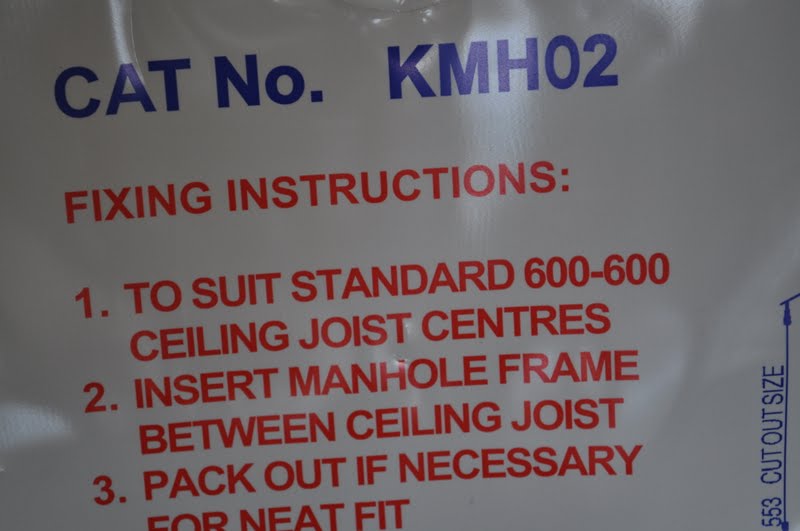 CAT No. KMH02
FIXING INSTRUCTIONS:
1. TO SUIT STANDARD 600-600
CEILING JOIST CENTRES
2. INSERT MANHOLE FRAME
BETWEEN CEILING JOIST
3. PACK OUT IF NECESSARY
FOR NEAT FIT
553 CUT OUT SIZE